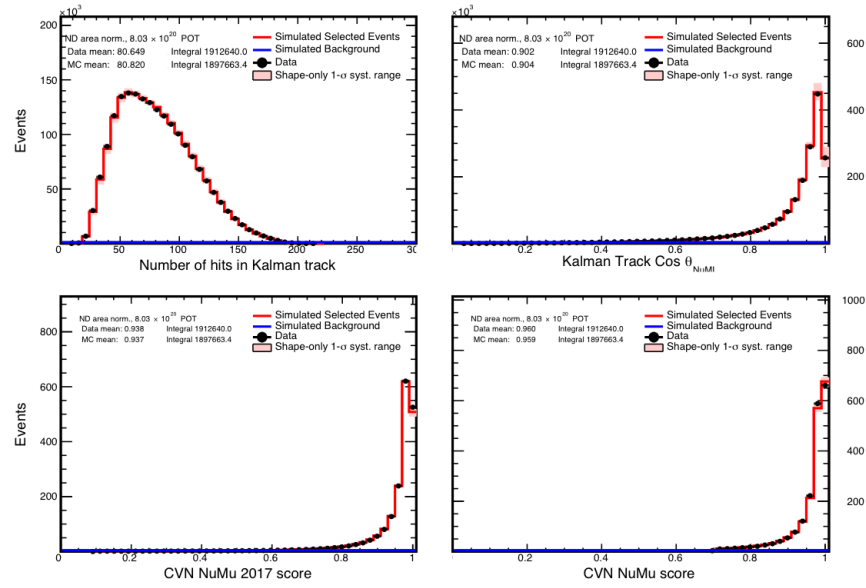 ×10³
ND area norm., 8.03 × 10²⁰ POT
Data mean: 80.649 Integral 1912640.0
MC mean: 80.820 Integral 1897663.4
Simulated Selected Events
Simulated Background
Data
Shape-only 1-σ syst. range
200
150
100
50
0
Events
0 50 100 150 200 250 300
Number of hits in Kalman track
×10³
ND area norm., 8.03 × 10²⁰ POT
Data mean: 0.902 Integral 1912640.0
MC mean: 0.904 Integral 1897663.4
Simulated Selected Events
Simulated Background
Data
Shape-only 1-σ syst. range
600
400
200
0.2 0.4 0.6 0.8 1
Kalman Track Cos θ NuMI
ND area norm., 8.03 × 10²⁰ POT
Data mean: 0.938 Integral 1912640.0
MC mean: 0.937 Integral 1897663.4
Simulated Selected Events
Simulated Background
Data
Shape-only 1-σ syst. range
800
600
400
200
Events
0 0.2 0.4 0.6 0.8 1
CVN NuMu 2017 score
ND area norm., 8.03 × 10²⁰ POT
Data mean: 0.960 Integral 1912640.0
MC mean: 0.959 Integral 1897663.4
Simulated Selected Events
Simulated Background
Data
Shape-only 1-σ syst. range
1000
800
600
400
200
0.2 0.4 0.6 0.8 1
CVN NuMu score